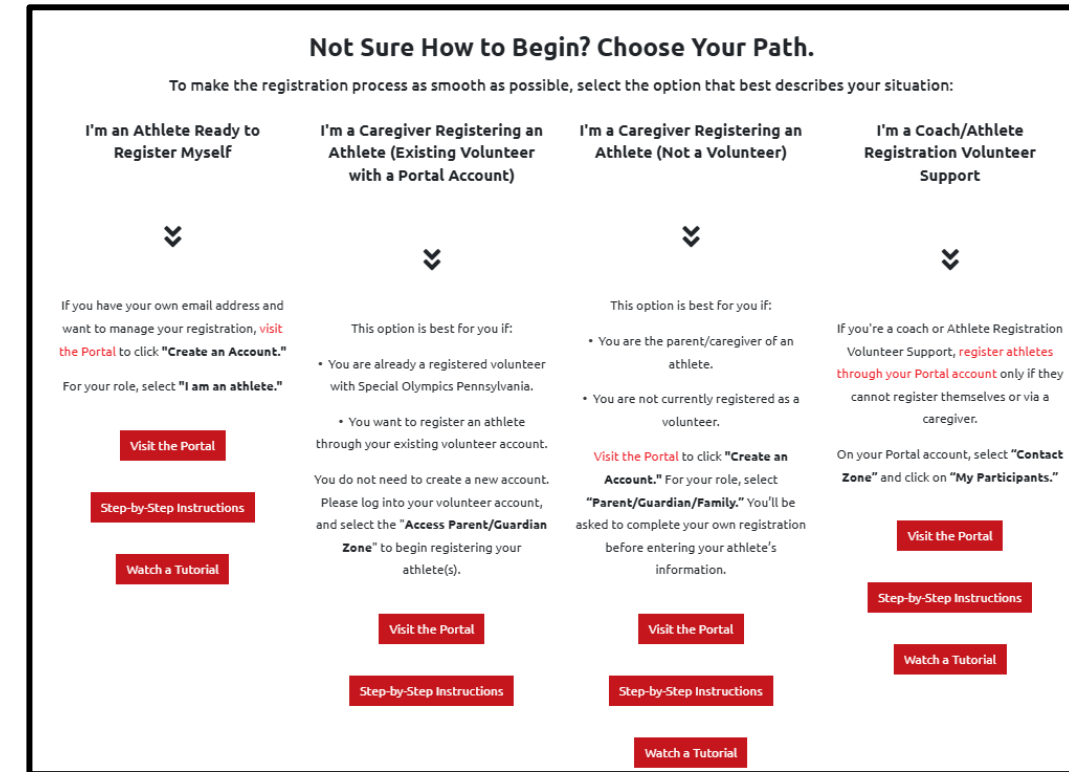 Not Sure How to Begin? Choose Your Path.
To make the registration process as smooth as possible, select the option that best describes your situation:
I'm an Athlete Ready to
Register Myself
If you have your own email address and
want to manage your registration, visit
the Portal to click "Create an Account."
For your role, select "I am an athlete."
Visit the Portal
Step-by-Step Instructions
Watch a Tutorial
I'm a Caregiver Registering an
Athlete (Existing Volunteer
with a Portal Account)
This option is best for you if:
• You are already a registered volunteer
with Special Olympics Pennsylvania.
• You want to register an athlete
through your existing volunteer account.
You do not need to create a new account.
Please log into your volunteer account,
and select the "Access Parent/Guardian
Zone" to begin registering your
athlete(s).
Visit the Portal
Step-by-Step Instructions
I'm a Caregiver Registering an
Athlete (Not a Volunteer)
This option is best for you if:
• You are the parent/caregiver of an
athlete.
• You are not currently registered as a
volunteer.
Visit the Portal to click "Create an
Account." For your role, select
“Parent/Guardian/Family.” You’ll be
asked to complete your own registration
before entering your athlete’s
information.
Visit the Portal
Step-by-Step Instructions
Watch a Tutorial
I'm a Coach/Athlete
Registration Volunteer
Support
If you're a coach or Athlete Registration
Volunteer Support, register athletes
through your Portal account only if they
cannot register themselves or via a
caregiver.
On your Portal account, select “Contact
Zone” and click on “My Participants.”
Visit the Portal
Step-by-Step Instructions
Watch a Tutorial